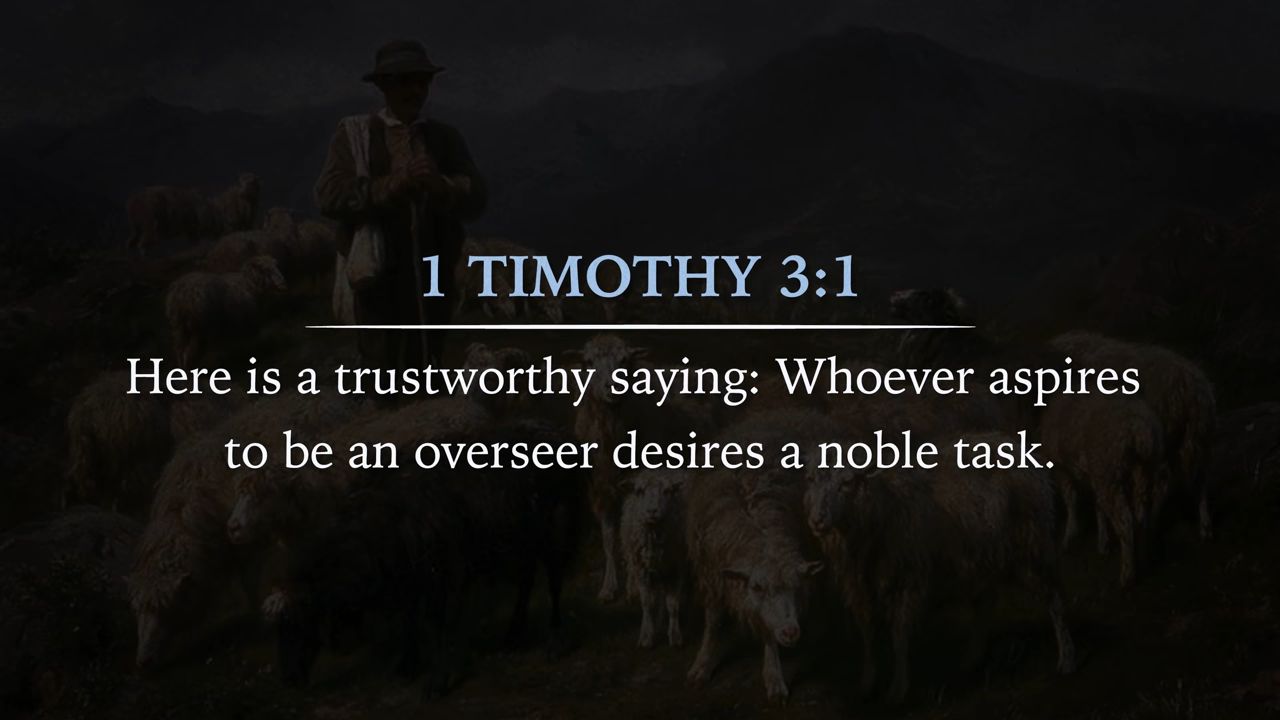 1 TIMOTHY 3:1
Here is a trustworthy saying: Whoever aspires
to be an overseer desires a noble task.